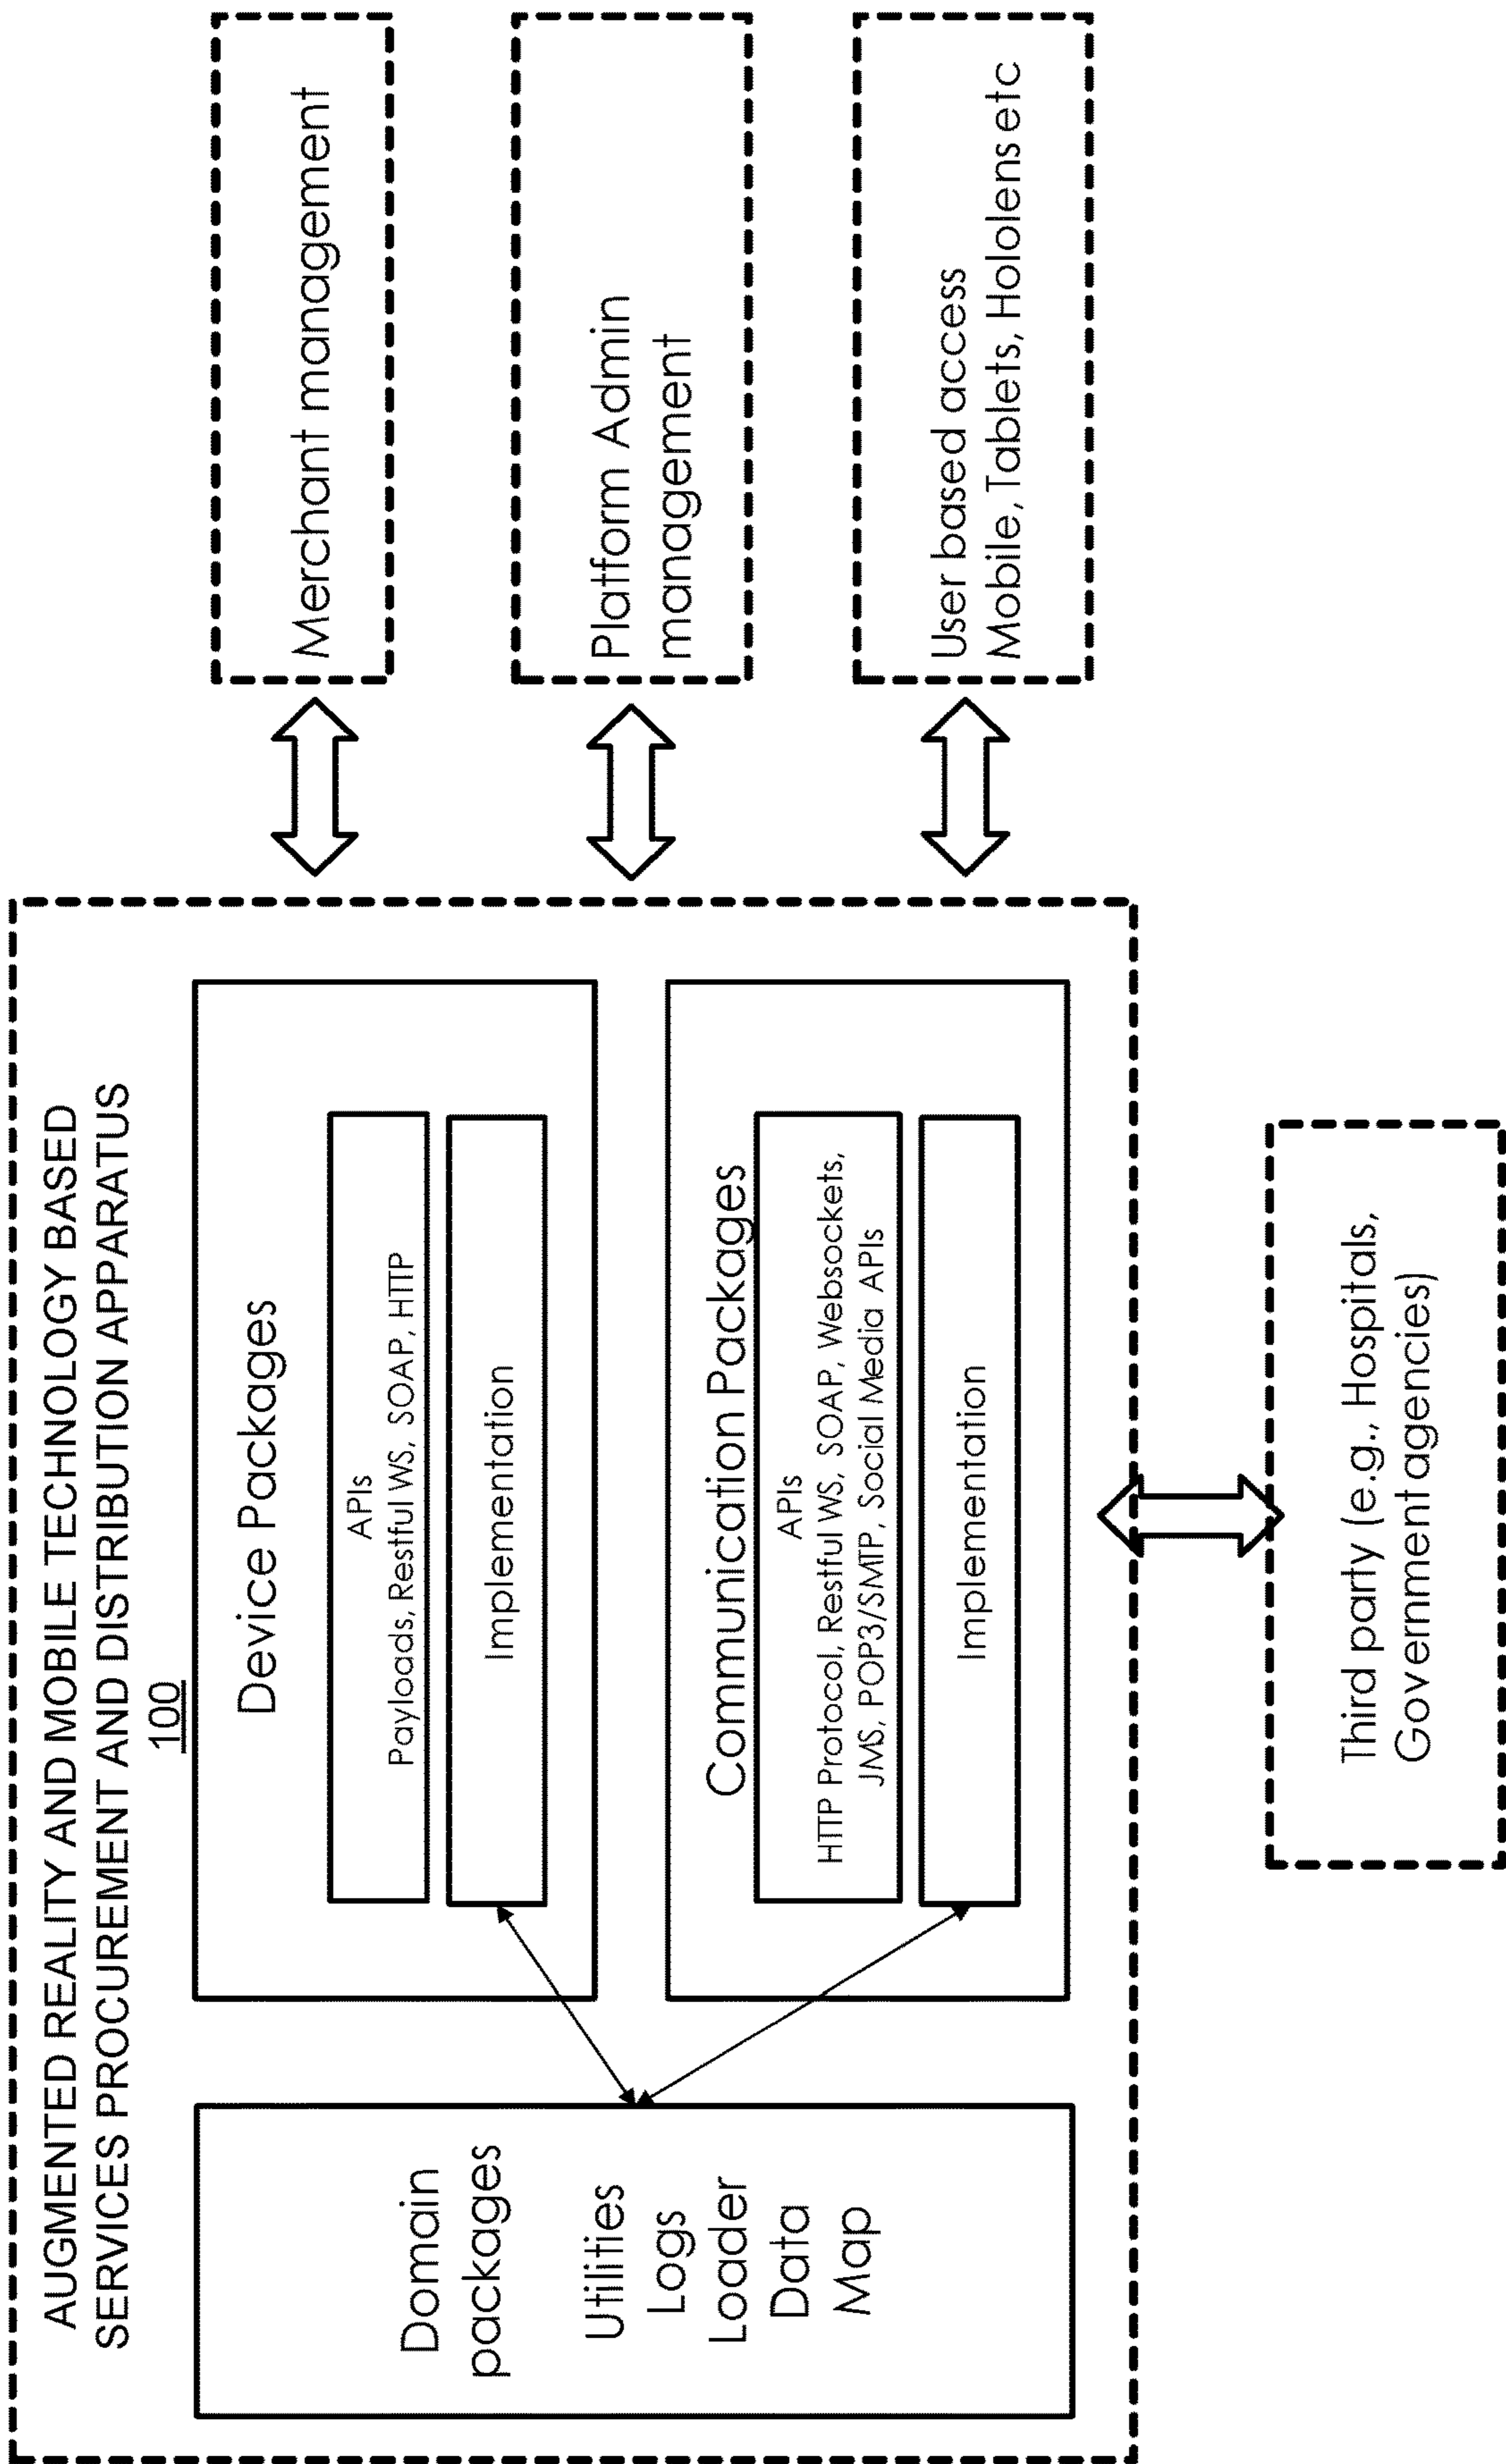 AUGMENTED REALITY AND MOBILE TECHNOLOGY BASED
SERVICES PROCUREMENT AND DISTRIBUTION APPARATUS
100
Domain
packages
Utilities
Logs
Loader
Data
Map
Device Packages
APIs
Payloads, Restful WS, SOAP, HTTP
Implementation
Communication Packages
APIs
HTTP Protocol, Restful WS, SOAP, Websockets,
JMS, POP3/SMTP, Social Media APIs
Implementation
Merchant management
Platform Admin
management
User based access
Mobile, Tablets, Hololens etc
Third party (e.g., Hospitals,
Government agencies)